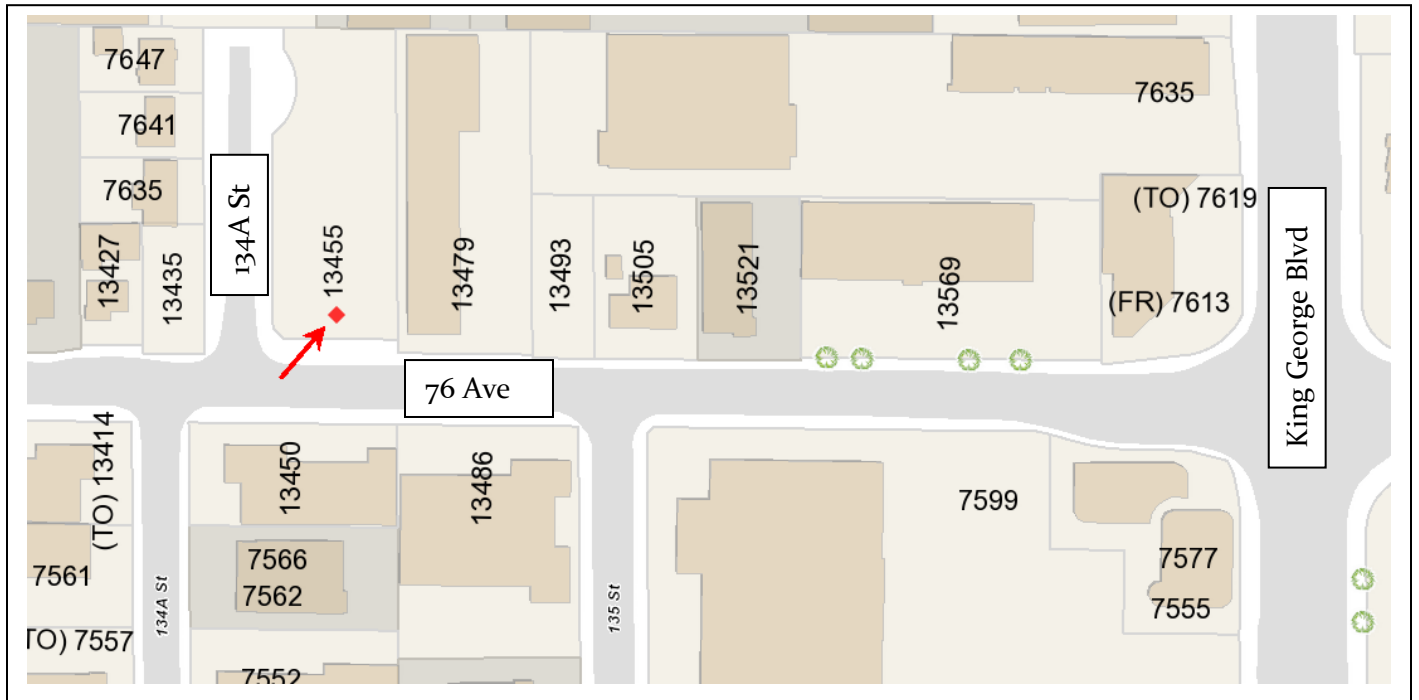 7647
7641
7635
7635
134A St
(TO) 7619
13427
13435
13455
13479
13493
13505
13521
13569
(FR) 7613
King George Blvd
76 Ave
(TO) 13414
13450
13486
7599
7566
7562
7561
7577
7555
134A St
135 St
TO) 7557
7552